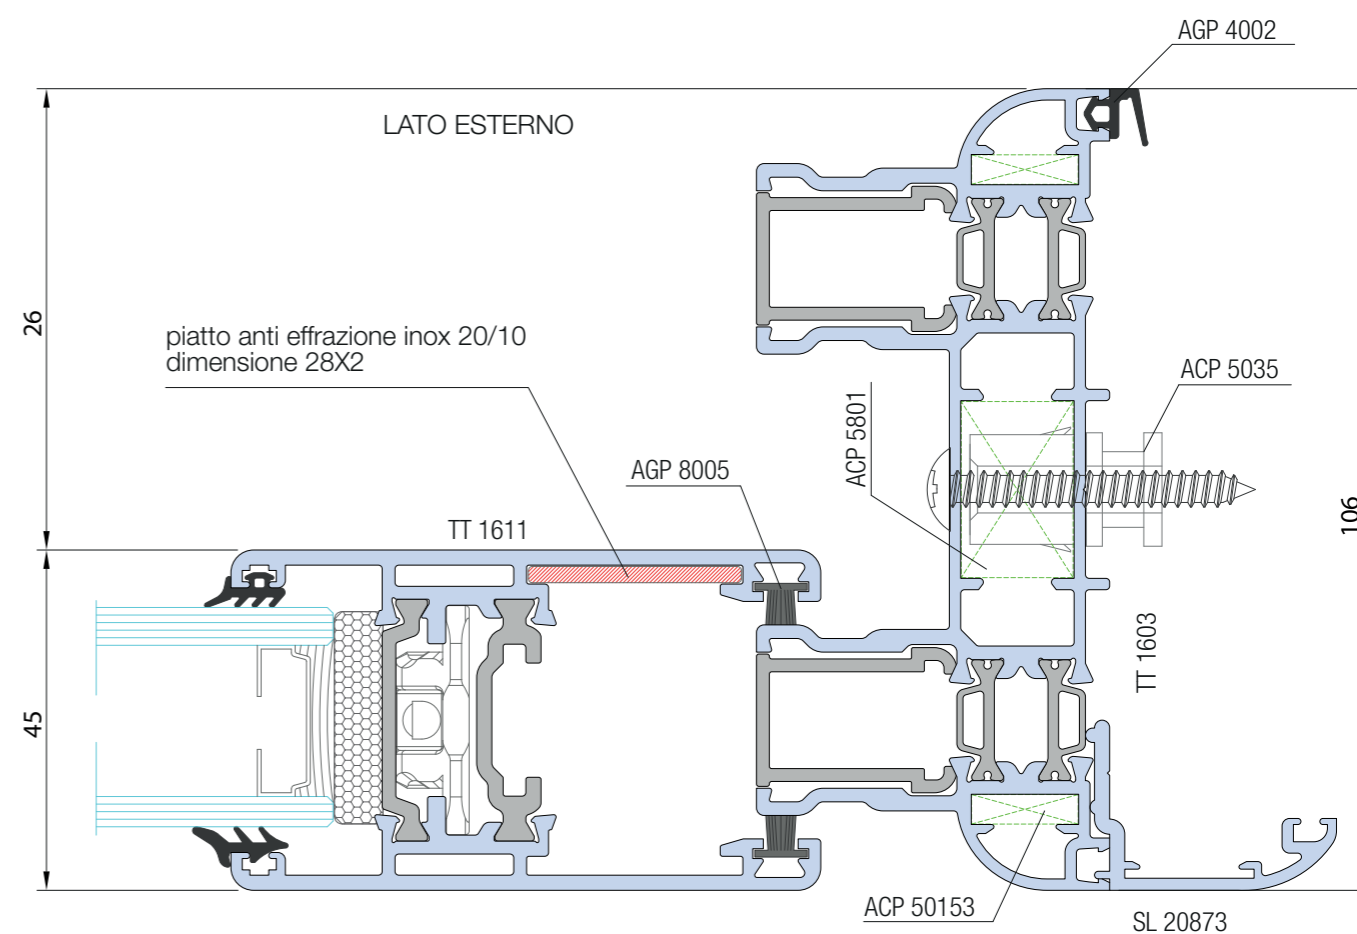 AGP 4002
LATO ESTERNO
26
piatto anti effrazione inox 20/10
dimensione 28X2
ACP 5035
ACP 5801
AGP 8005
106
TT 1611
TT 1603
45
ACP 50153
SL 20873